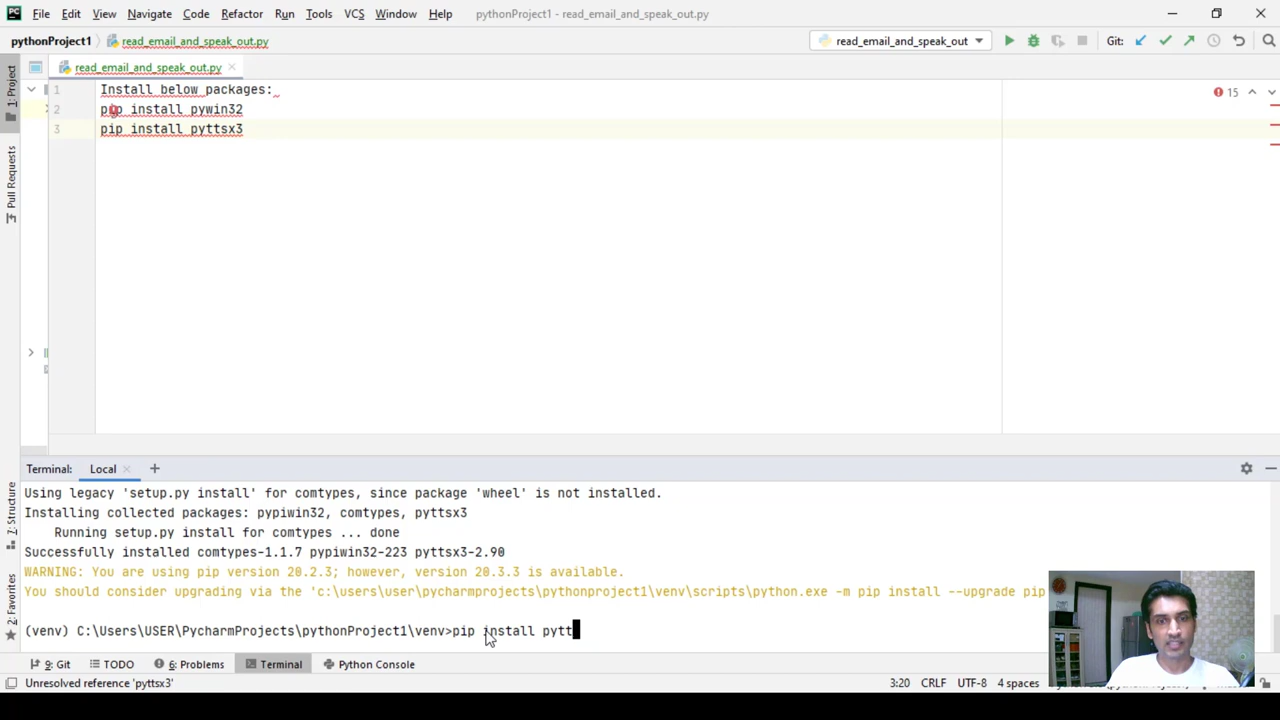 PC File Edit View Navigate Code Refactor Run Tools VCS Window Help pythonProject1 - read_email_and_speak_out.py
pythonProject1 read_email_and_speak_out.py read_email_and_speak_out Git:
1: Project
read_email_and_speak_out.py
1 Install below packages: 15
2 pip install pywin32
3 pip install pyttsx3
Pull Requests
Terminal: Local +
Using legacy 'setup.py install' for comtypes, since package 'wheel' is not installed.
Installing collected packages: pypiwin32, comtypes, pyttsx3
Running setup.py install for comtypes ... done
Successfully installed comtypes-1.1.7 pypiwin32-223 pyttsx3-2.90
WARNING: You are using pip version 20.2.3; however, version 20.3.3 is available.
You should consider upgrading via the 'c:\users\user\pycharmprojects\pythonproject1\venv\scripts\python.exe -m pip install --upgrade pip
(venv) C:\Users\USER\PycharmProjects\pythonProject1\venv>pip install pytt
Z: Structure
2: Favorites
9: Git TODO 6: Problems Terminal Python Console
Unresolved reference 'pyttsx3' 3:20 CRLF UTF-8 4 spaces